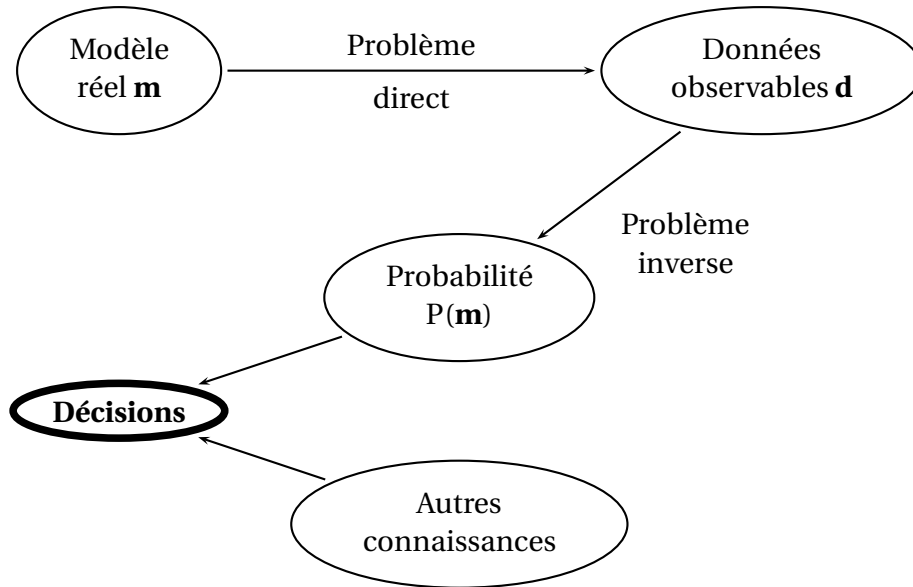 Modèle
réel m
Problème
direct
Données
observables d
Problème
inverse
Probabilité
P(m)
Décisions
Autres
connaissances